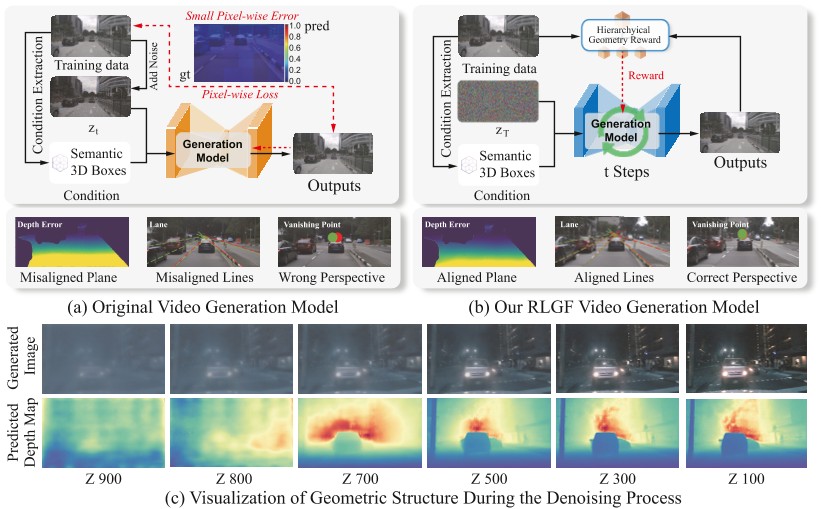 Small Pixel-wise Error
pred
1.0
0.8
0.6
0.4
0.2
0.0
gt
Condition Extraction
Training data
Add Noise
Pixel-wise Loss
z_t
Generation
Model
Semantic
3D Boxes
Outputs
Condition
Depth Error
Lane
Vanishing Point
Misaligned Plane
Misaligned Lines
Wrong Perspective
(a) Original Video Generation Model
Condition Extraction
Training data
Hierarchyical
Geometry Reward
Reward
z_T
Generation
Model
t Steps
Semantic
3D Boxes
Outputs
Condition
Depth Error
Lane
Vanishing Point
Aligned Plane
Aligned Lines
Correct Perspective
(b) Our RLGF Video Generation Model
Generated
Image
Predicted
Depth Map
Z 900
Z 800
Z 700
Z 500
Z 300
Z 100
(c) Visualization of Geometric Structure During the Denoising Process